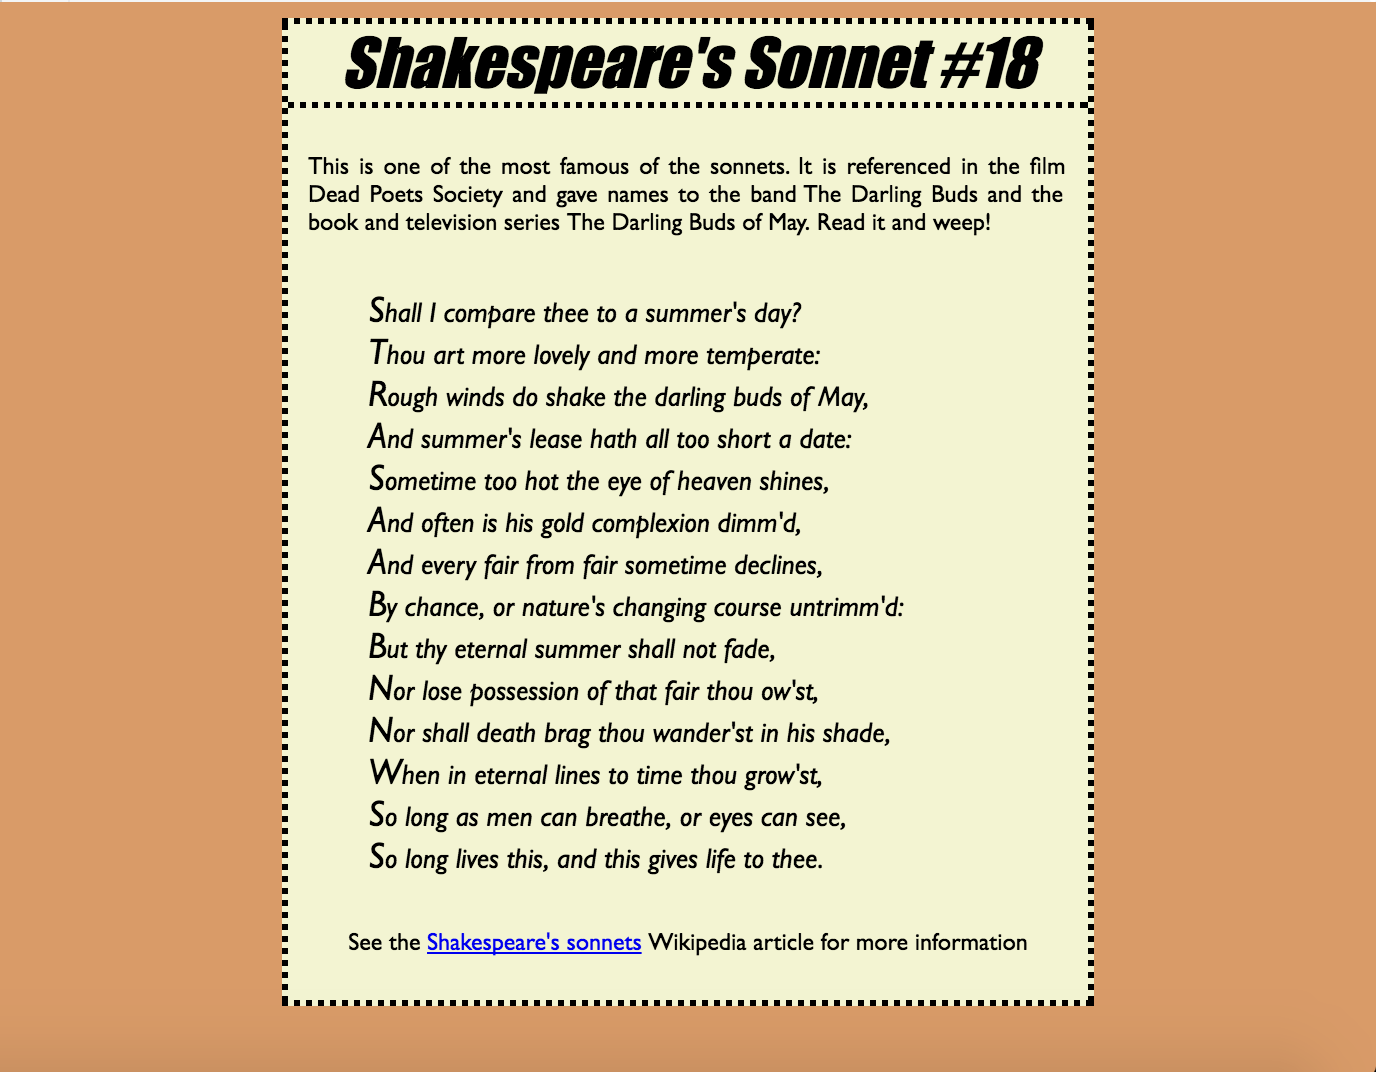 Shakespeare's Sonnet #18
This is one of the most famous of the sonnets. It is referenced in the film
Dead Poets Society and gave names to the band The Darling Buds and the
book and television series The Darling Buds of May. Read it and weep!
Shall I compare thee to a summer's day?
Thou art more lovely and more temperate:
Rough winds do shake the darling buds of May,
And summer's lease hath all too short a date:
Sometime too hot the eye of heaven shines,
And often is his gold complexion dimm'd,
And every fair from fair sometime declines,
By chance, or nature's changing course untrimm'd:
But thy eternal summer shall not fade,
Nor lose possession of that fair thou ow'st,
Nor shall death brag thou wander'st in his shade,
When in eternal lines to time thou grow'st,
So long as men can breathe, or eyes can see,
So long lives this, and this gives life to thee.
See the Shakespeare's sonnets Wikipedia article for more information